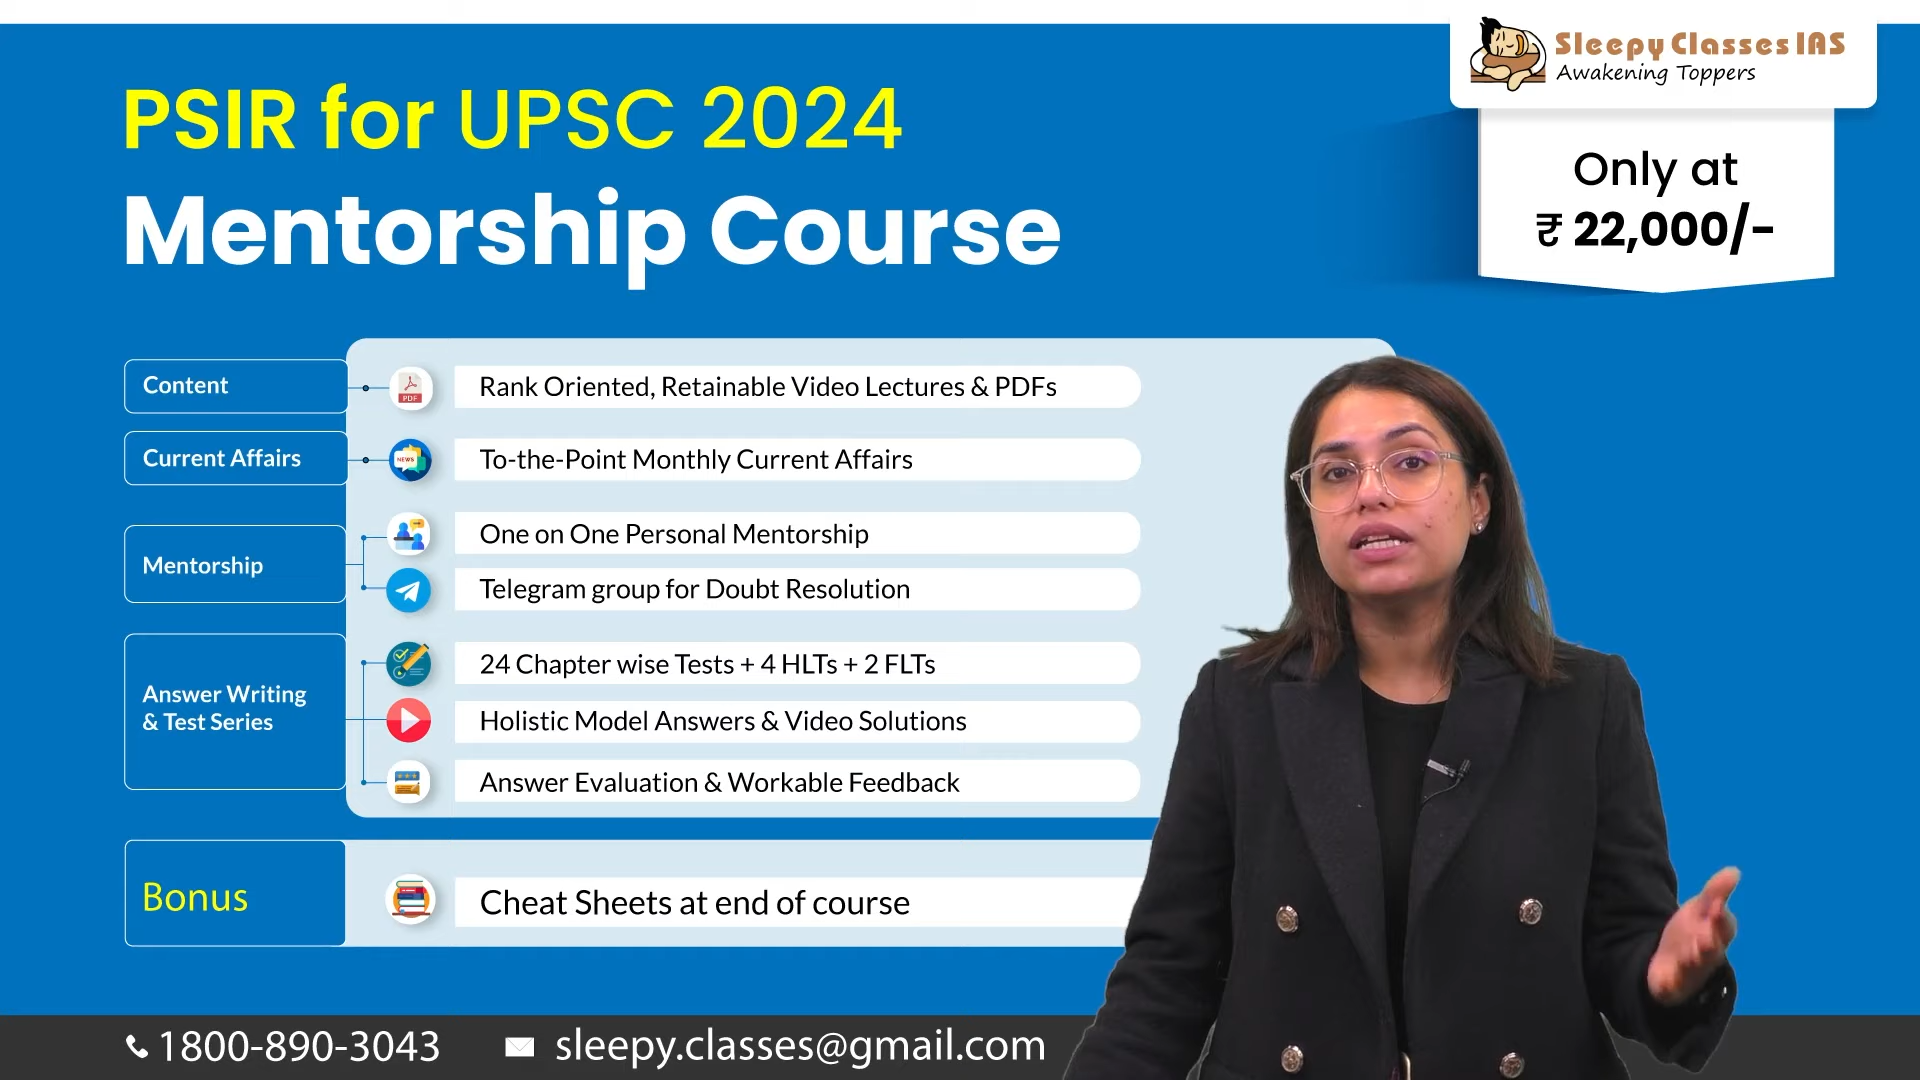 Sleepy Classes IAS
Awakening Toppers
PSIR for UPSC 2024
Mentorship Course
Only at
₹ 22,000/-
Content
Rank Oriented, Retainable Video Lectures & PDFs
PDF
Current Affairs
To-the-Point Monthly Current Affairs
NEWS
Mentorship
One on One Personal Mentorship
Telegram group for Doubt Resolution
Answer Writing
& Test Series
24 Chapter wise Tests + 4 HLTs + 2 FLTs
Holistic Model Answers & Video Solutions
Answer Evaluation & Workable Feedback
Bonus
Cheat Sheets at end of course
1800-890-3043
sleepy.classes@gmail.com